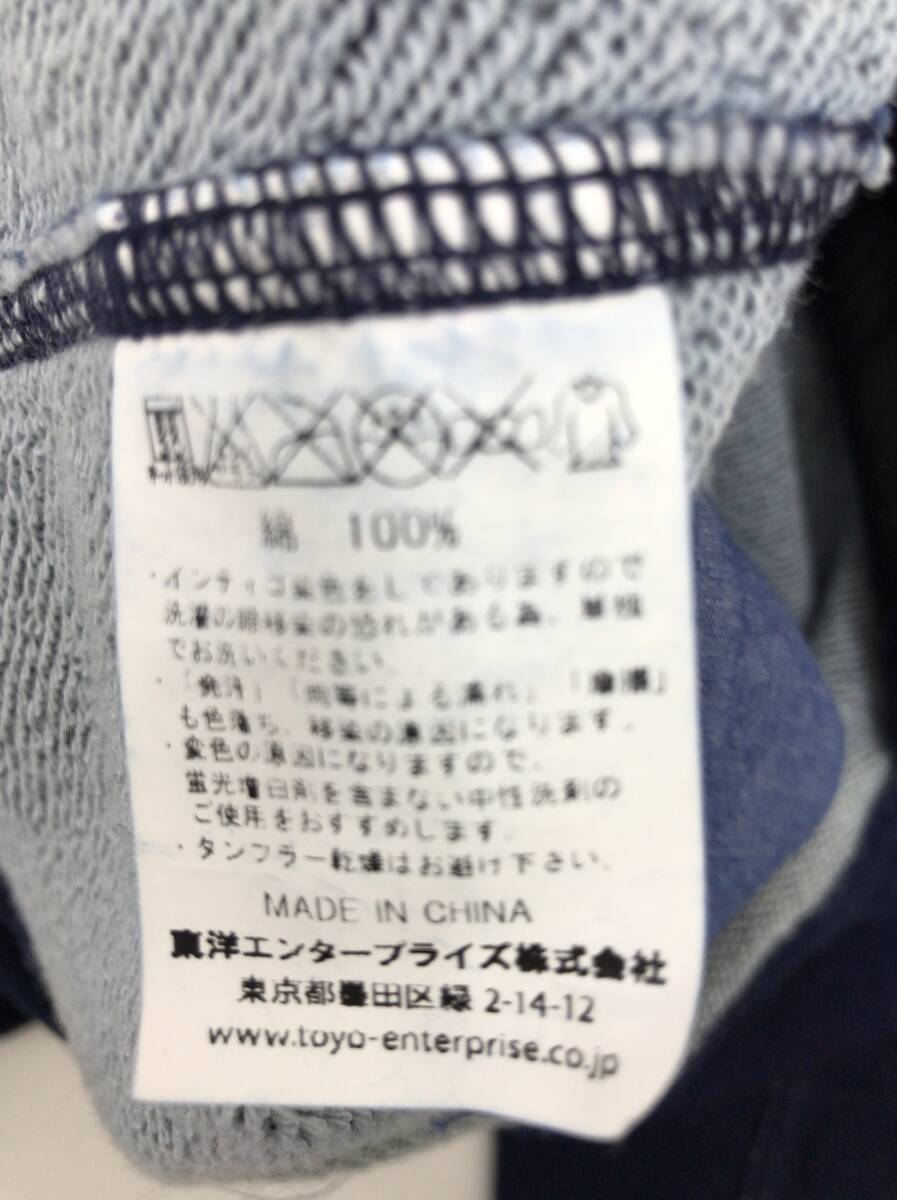 綿 100%
・インディゴ染色をしてありますので
洗濯の際移染の恐れがある為、単独
でお洗いください.
・「発汗」「雨等による濡れ」「摩擦」
も色落ち、移染の原因になります.
・変色の原因になりますので、
蛍光増白剤を含まない中性洗剤の
ご使用をおすすめします.
・タンブラー乾燥はお避け下さい.
MADE IN CHINA
東洋エンタープライズ株式会社
東京都墨田区緑 2-14-12
www.toyo-enterprise.co.jp